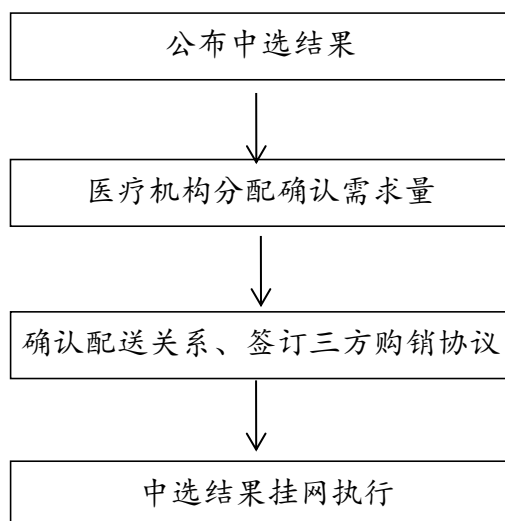 公布中选结果
医疗机构分配确认需求量
确认配送关系、签订三方购销协议
中选结果挂网执行